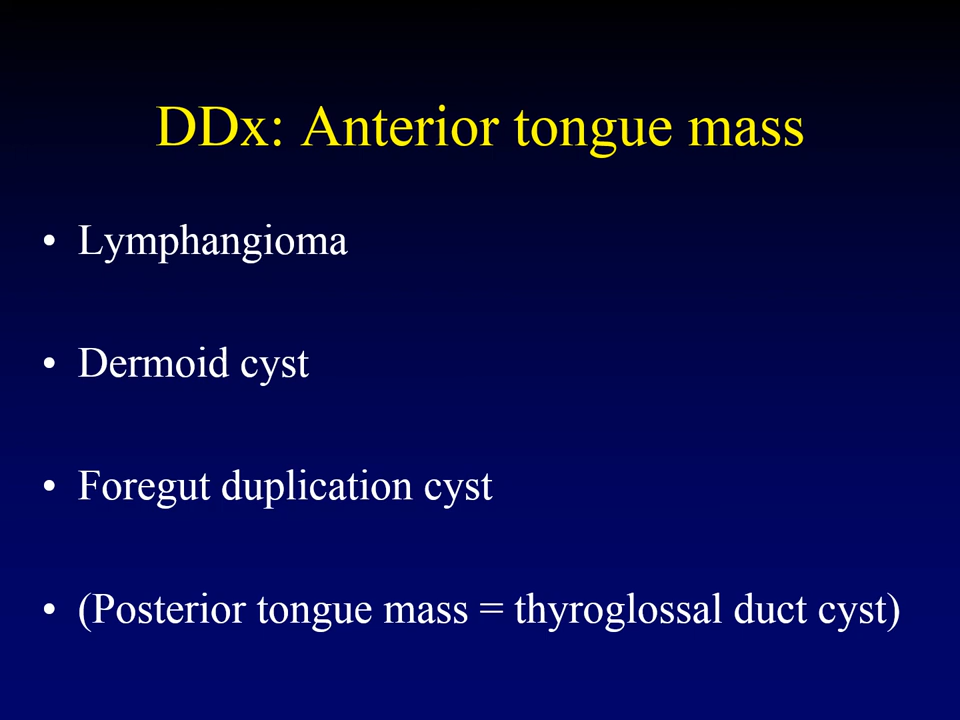 DDx: Anterior tongue mass
• Lymphangioma
• Dermoid cyst
• Foregut duplication cyst
• (Posterior tongue mass = thyroglossal duct cyst)